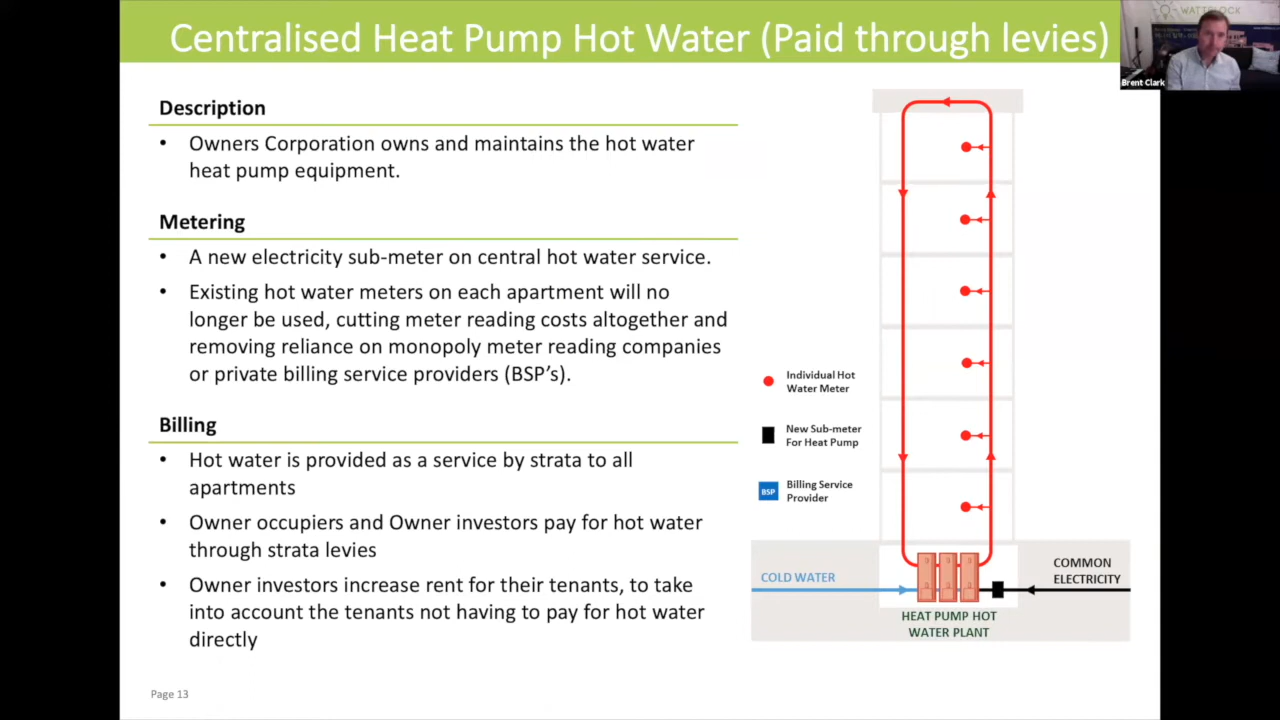 Centralised Heat Pump Hot Water (Paid through levies)
WATTBLOCK
Brent Clark
Description
• Owners Corporation owns and maintains the hot water
heat pump equipment.
Metering
• A new electricity sub-meter on central hot water service.
• Existing hot water meters on each apartment will no
longer be used, cutting meter reading costs altogether and
removing reliance on monopoly meter reading companies
or private billing service providers (BSP's).
Billing
• Hot water is provided as a service by strata to all
apartments
• Owner occupiers and Owner investors pay for hot water
through strata levies
• Owner investors increase rent for their tenants, to take
into account the tenants not having to pay for hot water
directly
Individual Hot
Water Meter
New Sub-meter
For Heat Pump
BSP
Billing Service
Provider
COLD WATER
COMMON
ELECTRICITY
HEAT PUMP HOT
WATER PLANT
Page 13